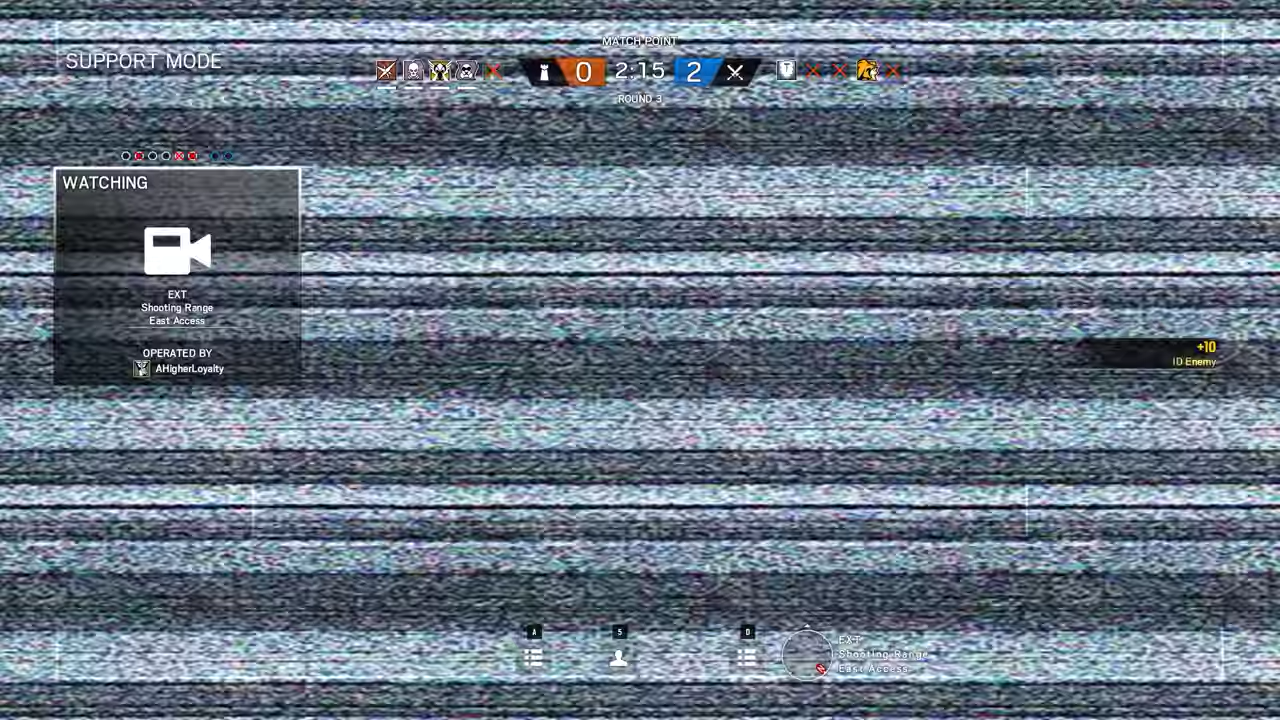 MATCH POINT
SUPPORT MODE
0 2:15 2
ROUND 3
WATCHING
EXT
Shooting Range
East Access
OPERATED BY
AHigherLoyalty
+10
ID Enemy
A S D
EXT
Shooting Range
East Access